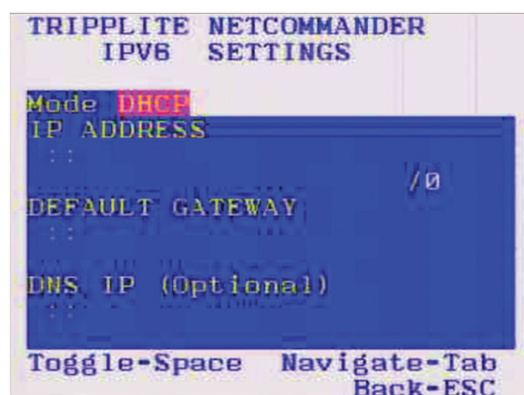 TRIPPLITE NETCOMMANDER
IPV6 SETTINGS
Mode DHCP
IP ADDRESS
::
/0
DEFAULT GATEWAY
::
DNS IP (Optional)
::
Toggle-Space Navigate-Tab
Back-ESC